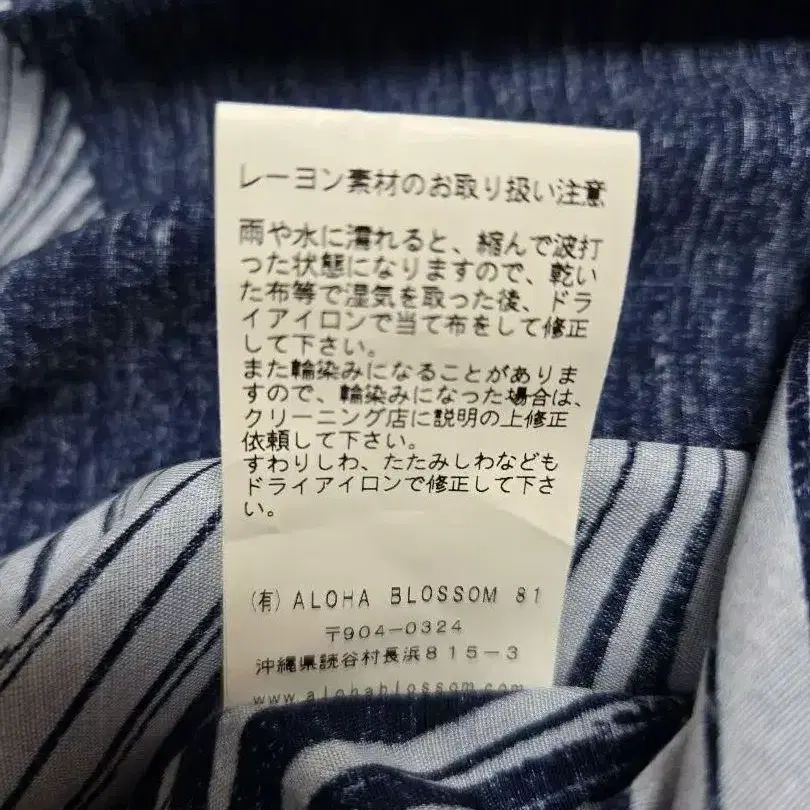 レーヨン素材のお取り扱い注意
雨や水に濡れると、縮んで波打
った状態になりますので、乾い
た布等で湿気を取った後、ドラ
イアイロンで当て布をして修正
して下さい。
また輪染みになることがありま
すので、輪染みになった場合は、
クリーニング店に説明の上修正
依頼して下さい。
すわりしわ、たたみしわなども
ドライアイロンで修正して下さ
い。
(有) ALOHA BLOSSOM 81
〒904-0324
沖縄県読谷村長浜815-3
www.alohablossom.com